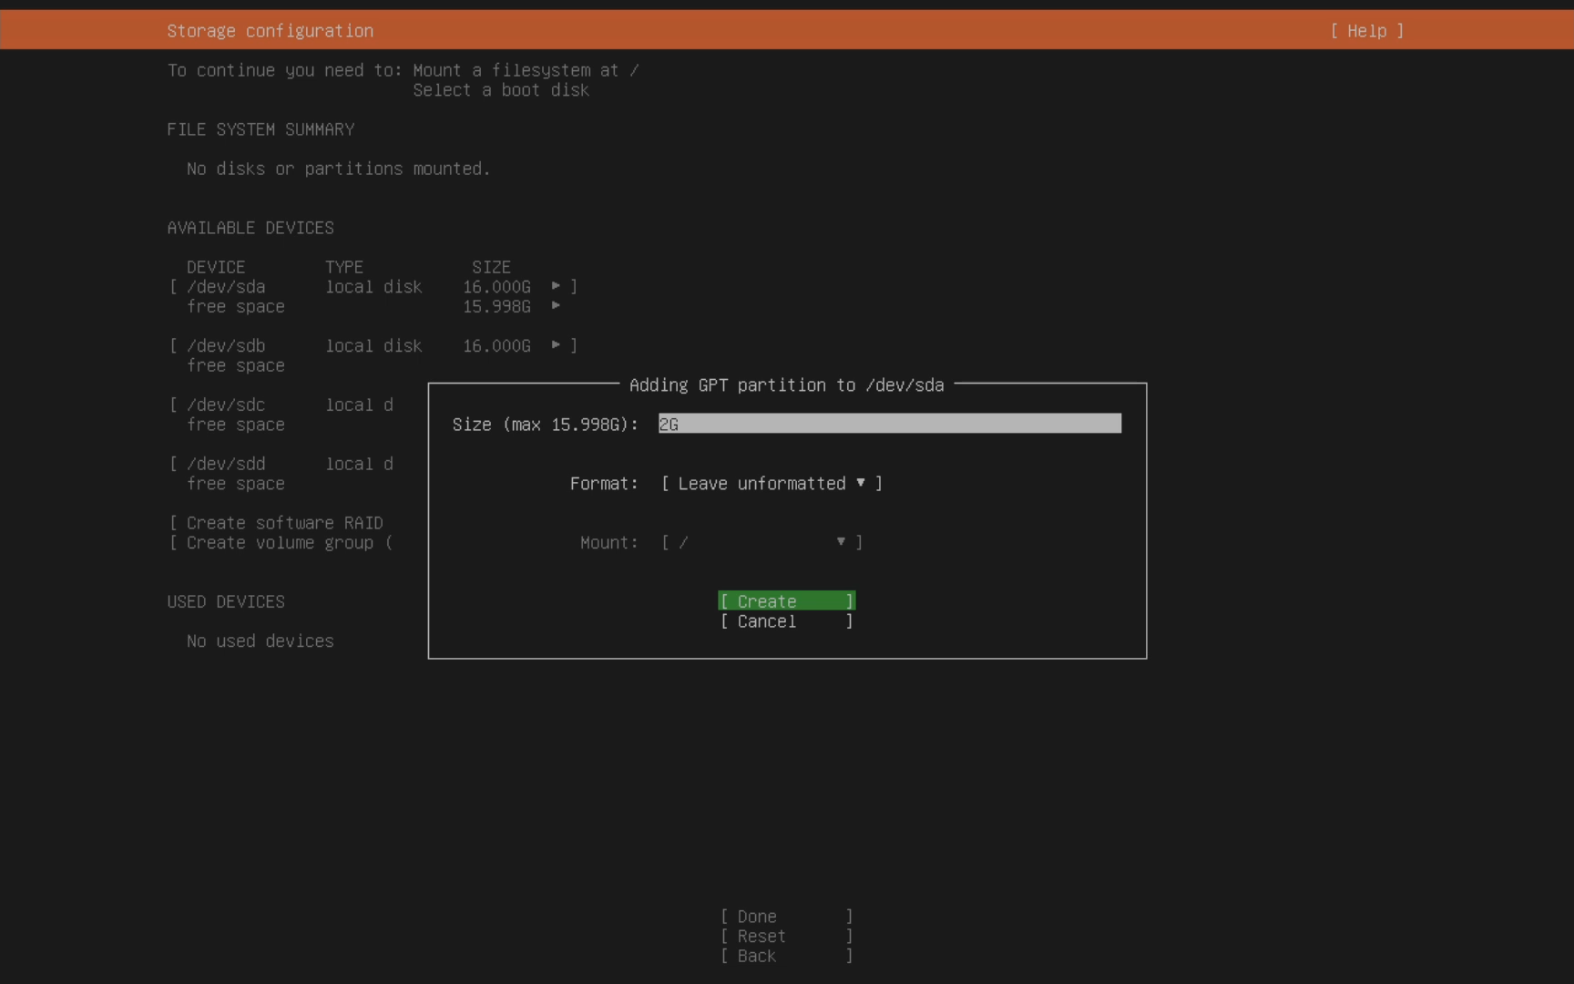 Storage configuration [ Help ]
To continue you need to: Mount a filesystem at /
Select a boot disk
FILE SYSTEM SUMMARY
No disks or partitions mounted.
AVAILABLE DEVICES
DEVICE TYPE SIZE
[ /dev/sda local disk 16.000G ▸ ]
free space 15.998G ▸
[ /dev/sdb local disk 16.000G ▸ ]
free space
[ /dev/sdc local d
free space
[ /dev/sdd local d
free space
[ Create software RAID
[ Create volume group (
USED DEVICES
No used devices
Adding GPT partition to /dev/sda
Size (max 15.998G): 2G
Format: [ Leave unformatted ▾ ]
Mount: [ / ▾ ]
[ Create ]
[ Cancel ]
[ Done ]
[ Reset ]
[ Back ]